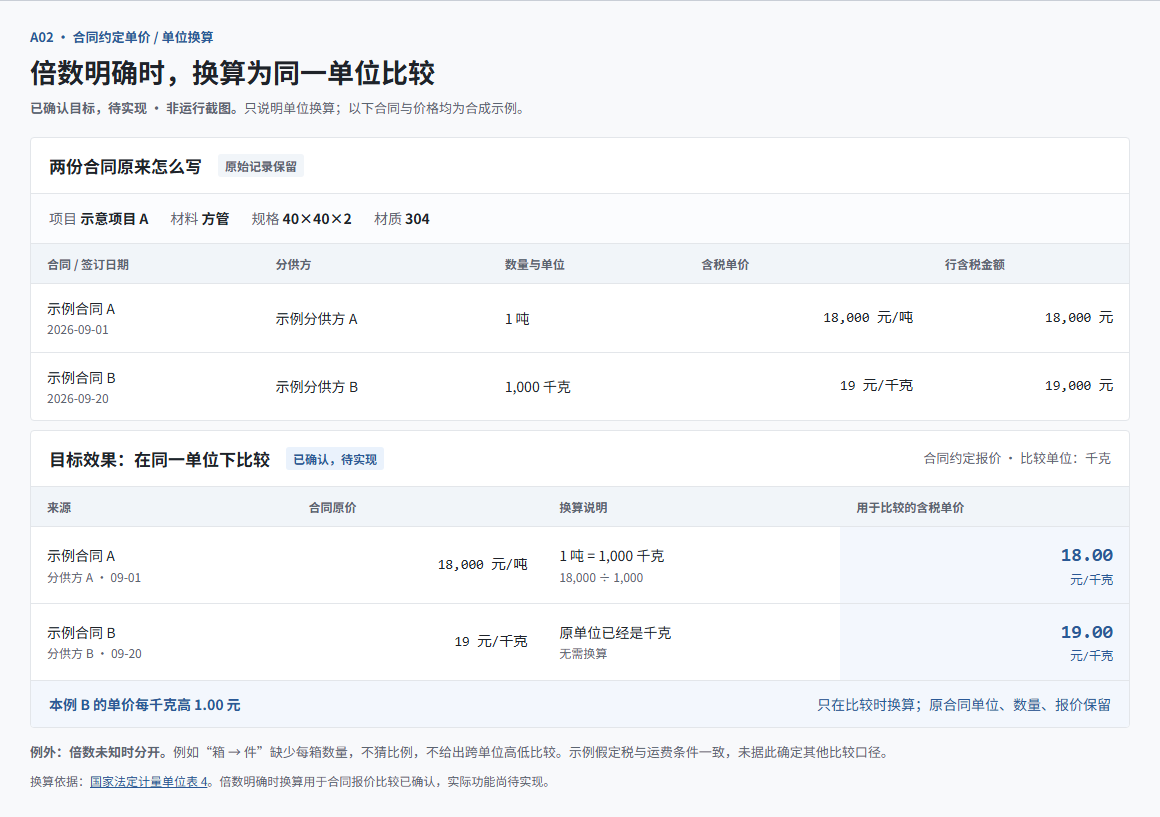 A02 • 合同约定单价 / 单位换算
倍数明确时，换算为同一单位比较
已确认目标，待实现 • 非运行截图。只说明单位换算；以下合同与价格均为合成示例。
两份合同原来怎么写 原始记录保留
项目 示意项目 A 材料 方管 规格 40×40×2 材质 304
合同 / 签订日期 分供方 数量与单位 含税单价 行含税金额
示例合同 A
2026-09-01
示例分供方 A 1 吨 18,000 元/吨 18,000 元
示例合同 B
2026-09-20
示例分供方 B 1,000 千克 19 元/千克 19,000 元
目标效果：在同一单位下比较 已确认，待实现 合同约定报价 • 比较单位：千克
来源 合同原价 换算说明 用于比较的含税单价
示例合同 A
分供方 A • 09-01
18,000 元/吨
1 吨 = 1,000 千克
18,000 ÷ 1,000
18.00
元/千克
示例合同 B
分供方 B • 09-20
19 元/千克
原单位已经是千克
无需换算
19.00
元/千克
本例 B 的单价每千克高 1.00 元 只在比较时换算；原合同单位、数量、报价保留
例外：倍数未知时分开。例如“箱 → 件”缺少每箱数量，不猜比例，不给出跨单位高低比较。示例假定税与运费条件一致，未据此确定其他比较口径。
换算依据：国家法定计量单位表 4。倍数明确时换算用于合同报价比较已确认，实际功能尚待实现。